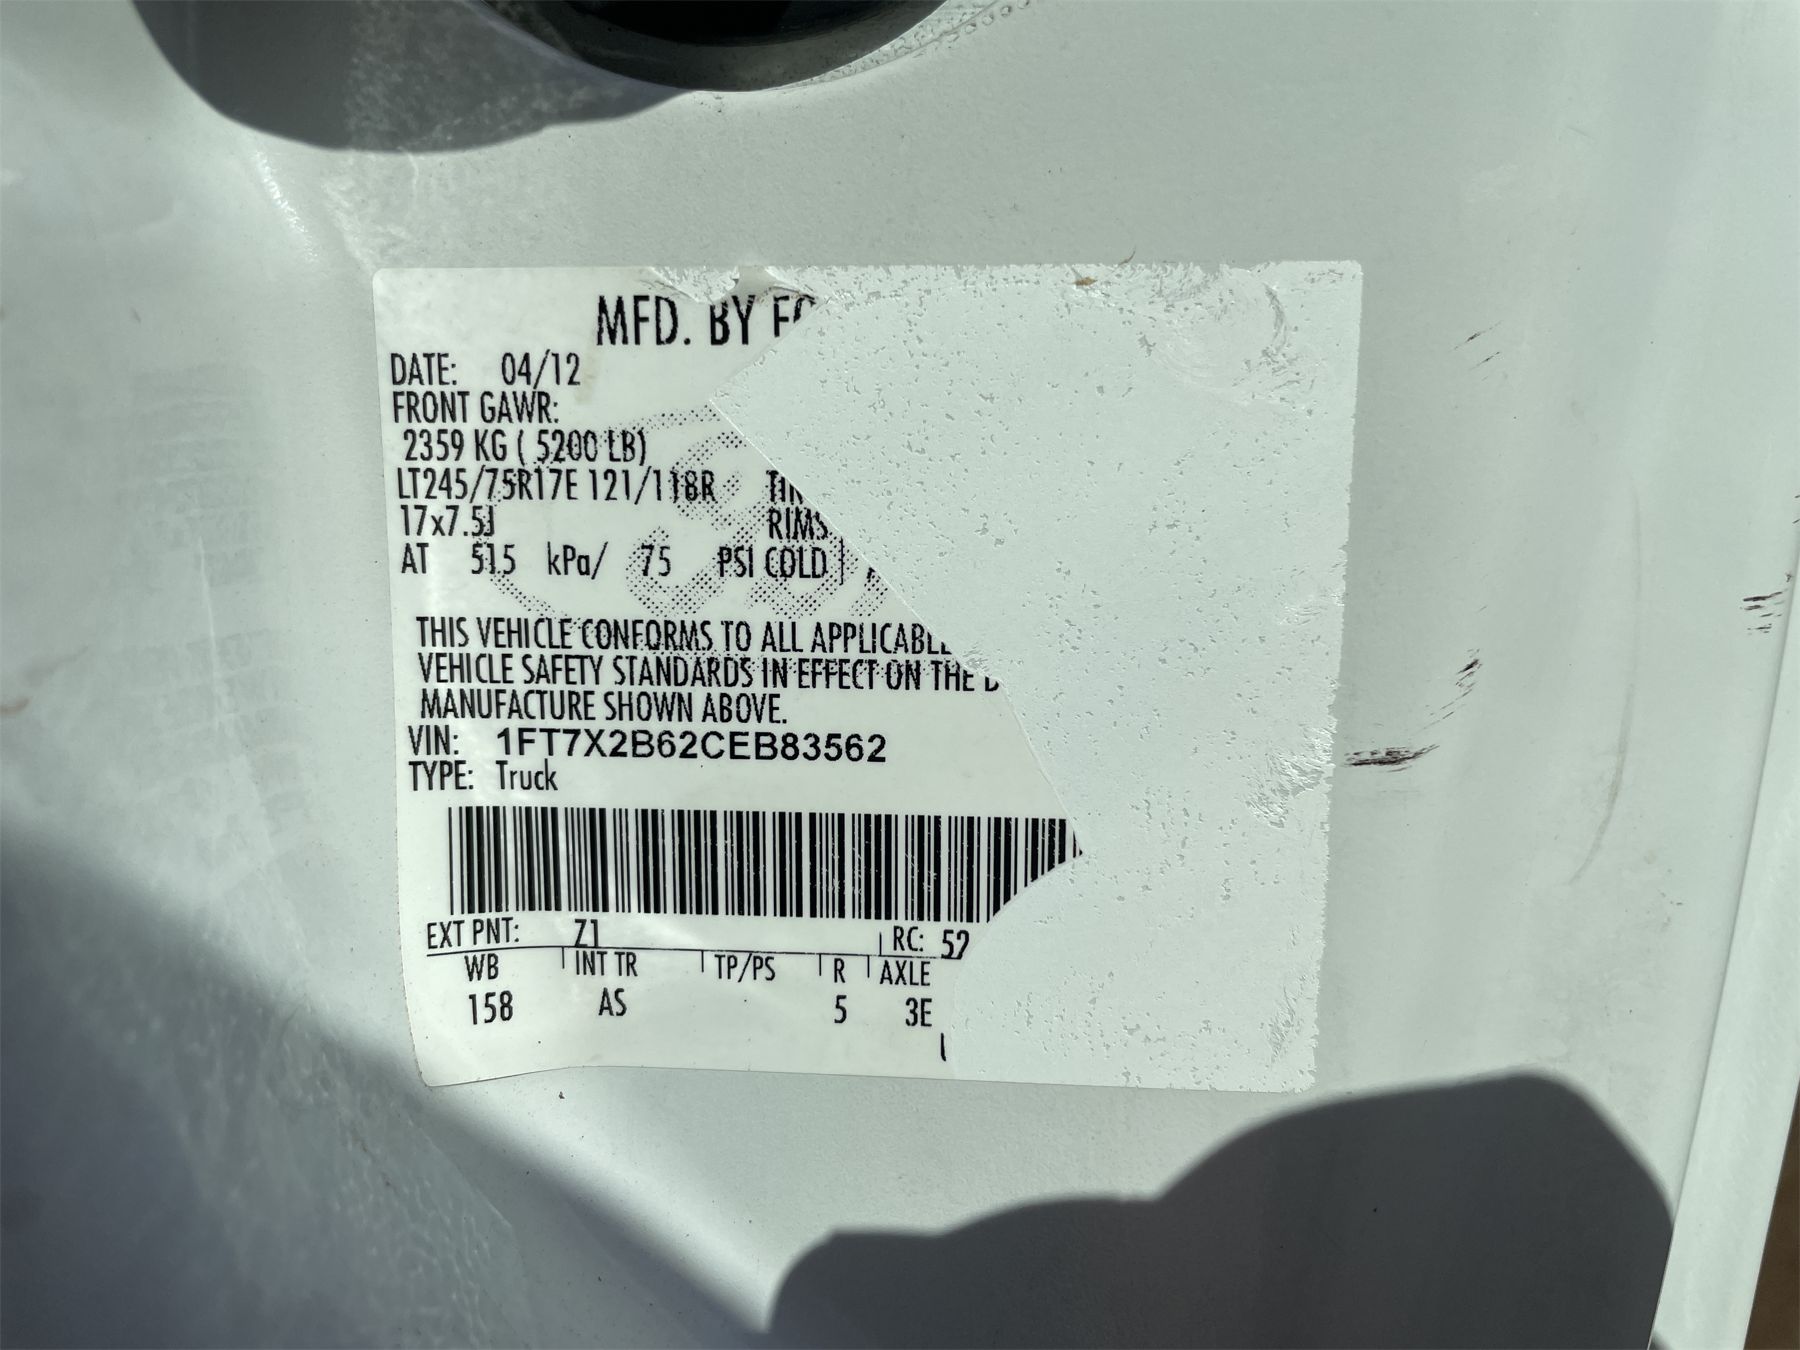 MFD. BY FO
DATE: 04/12
FRONT GAWR:
2359 KG ( 5200 LB)
LT245/75R17E 121/118R TIR
17x7.5J RIMS
AT 515 kPa/ 75 PSI COLD
THIS VEHICLE CONFORMS TO ALL APPLICABL
VEHICLE SAFETY STANDARDS IN EFFECT ON THE D
MANUFACTURE SHOWN ABOVE.
VIN: 1FT7X2B62CEB83562
TYPE: Truck
EXT PNT: Z1 RC: 52
WB INT TR TP/PS R AXLE
158 AS 5 3E